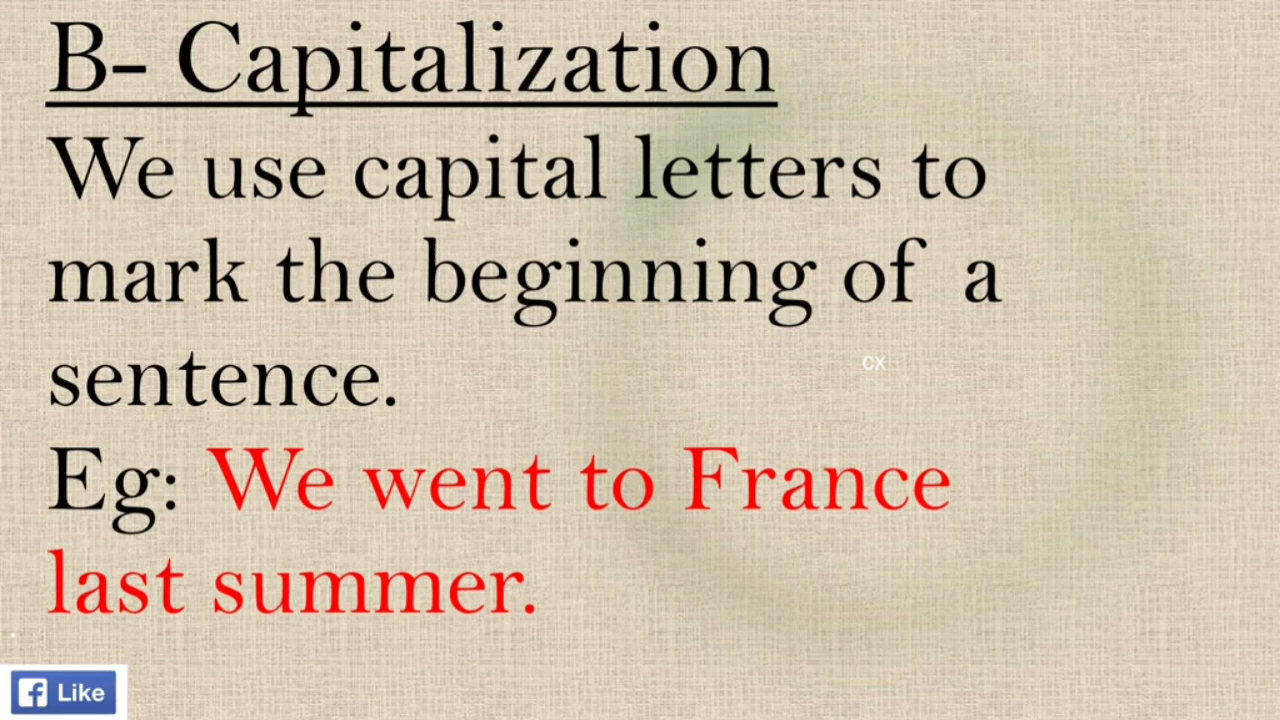 B- Capitalization
We use capital letters to
mark the beginning of a
sentence.
cx
Eg: We went to France
last summer.
f Like